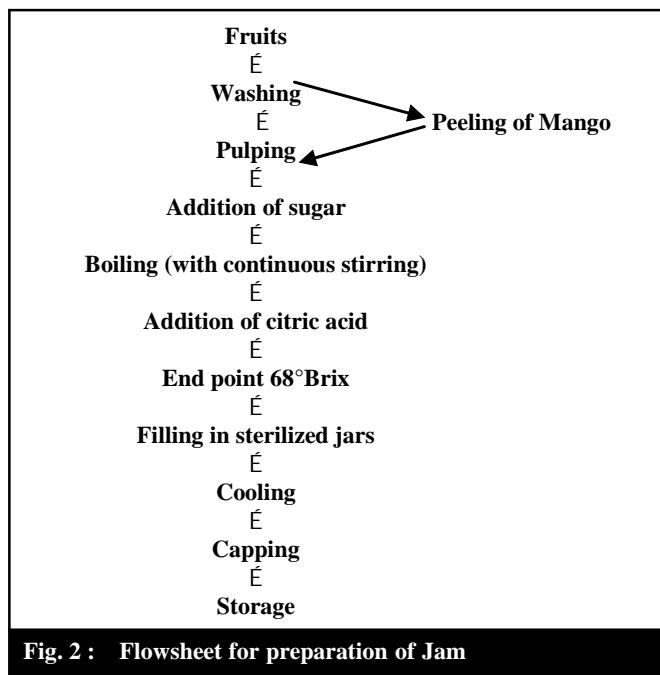 Fruits
É
Washing
É
Peeling of Mango
Pulping
É
Addition of sugar
É
Boiling (with continuous stirring)
É
Addition of citric acid
É
End point 68°Brix
É
Filling in sterilized jars
É
Cooling
É
Capping
É
Storage
Fig. 2 : Flowsheet for preparation of Jam